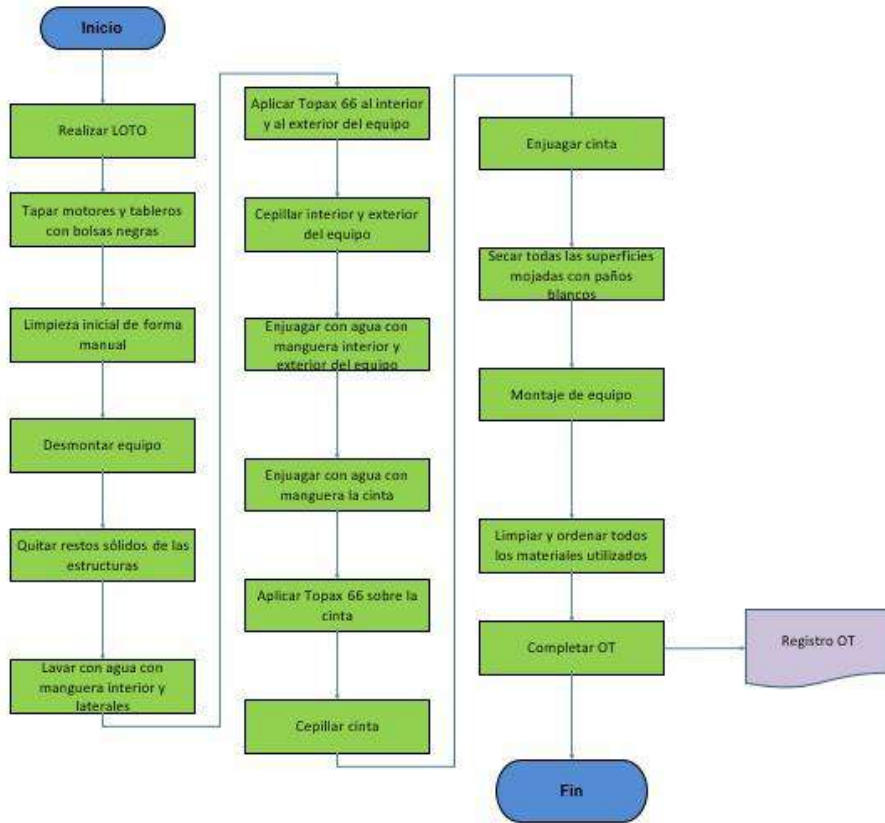 Inicio
Realizar LOTO
Tapar motores y tableros
con bolsas negras
Limpieza inicial de forma
manual
Desmontar equipo
Quitar restos sólidos de las
estructuras
Lavar con agua con
manguera interior y
laterales
Aplicar Topax 66 al interior
y al exterior del equipo
Cepillar interior y exterior
del equipo
Enjuagar con agua con
manguera interior y
exterior del equipo
Enjuagar con agua con
manguera la cinta
Aplicar Topax 66 sobre la
cinta
Cepillar cinta
Enjuagar cinta
Secar todas las superficies
mojadas con paños
blancos
Montaje de equipo
Limpiar y ordenar todos
los materiales utilizados
Completar OT
Registro OT
Fin